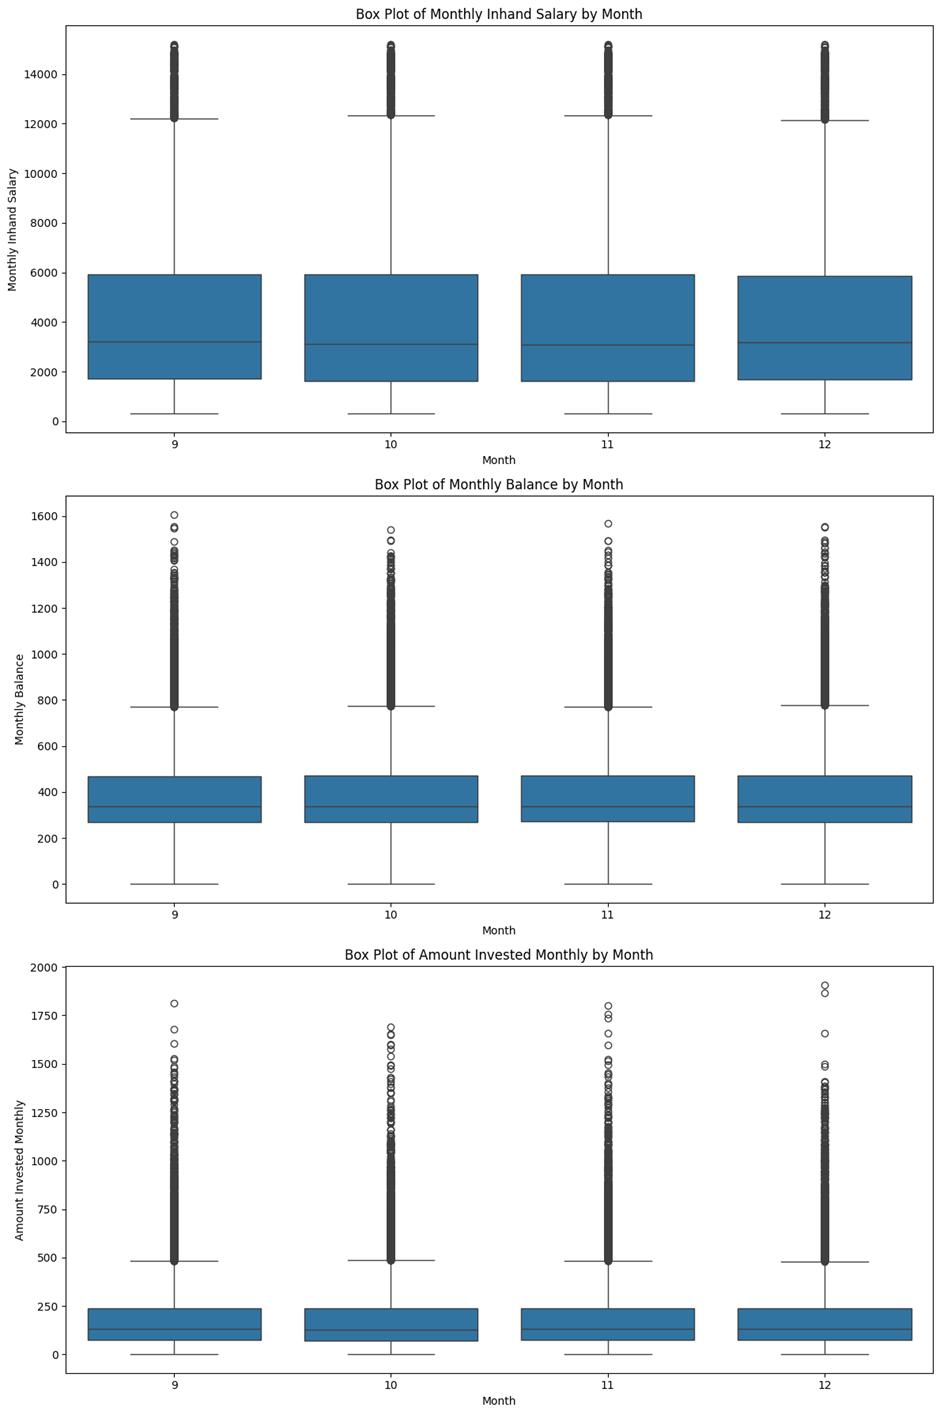 Box Plot of Monthly Inhand Salary by Month
14000
12000
10000
8000
6000
4000
2000
0
Monthly Inhand Salary
9 10 11 12
Month
Box Plot of Monthly Balance by Month
1600
1400
1200
1000
800
600
400
200
0
Monthly Balance
9 10 11 12
Month
Box Plot of Amount Invested Monthly by Month
2000
1750
1500
1250
1000
750
500
250
0
Amount Invested Monthly
9 10 11 12
Month